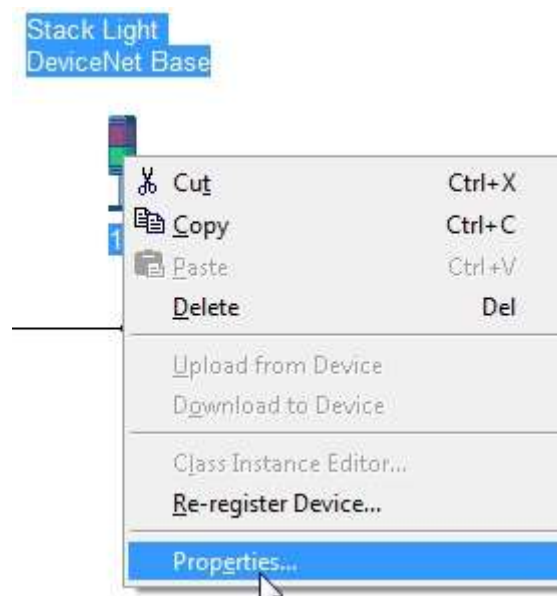 Stack Light
DeviceNet Base
1
Cut Ctrl+X
Copy Ctrl+C
Paste Ctrl+V
Delete Del
Upload from Device
Download to Device
Class Instance Editor...
Re-register Device...
Properties...